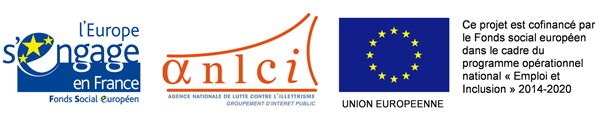 l'Europe
s'engage
en France
Fonds Social européen
anlci
AGENCE NATIONALE DE LUTTE CONTRE L'ILLETTRISME
GROUPEMENT D'INTERET PUBLIC
UNION EUROPEENNE
Ce projet est cofinancé par
le Fonds social européen
dans le cadre du
programme opérationnel
national « Emploi et
Inclusion » 2014-2020